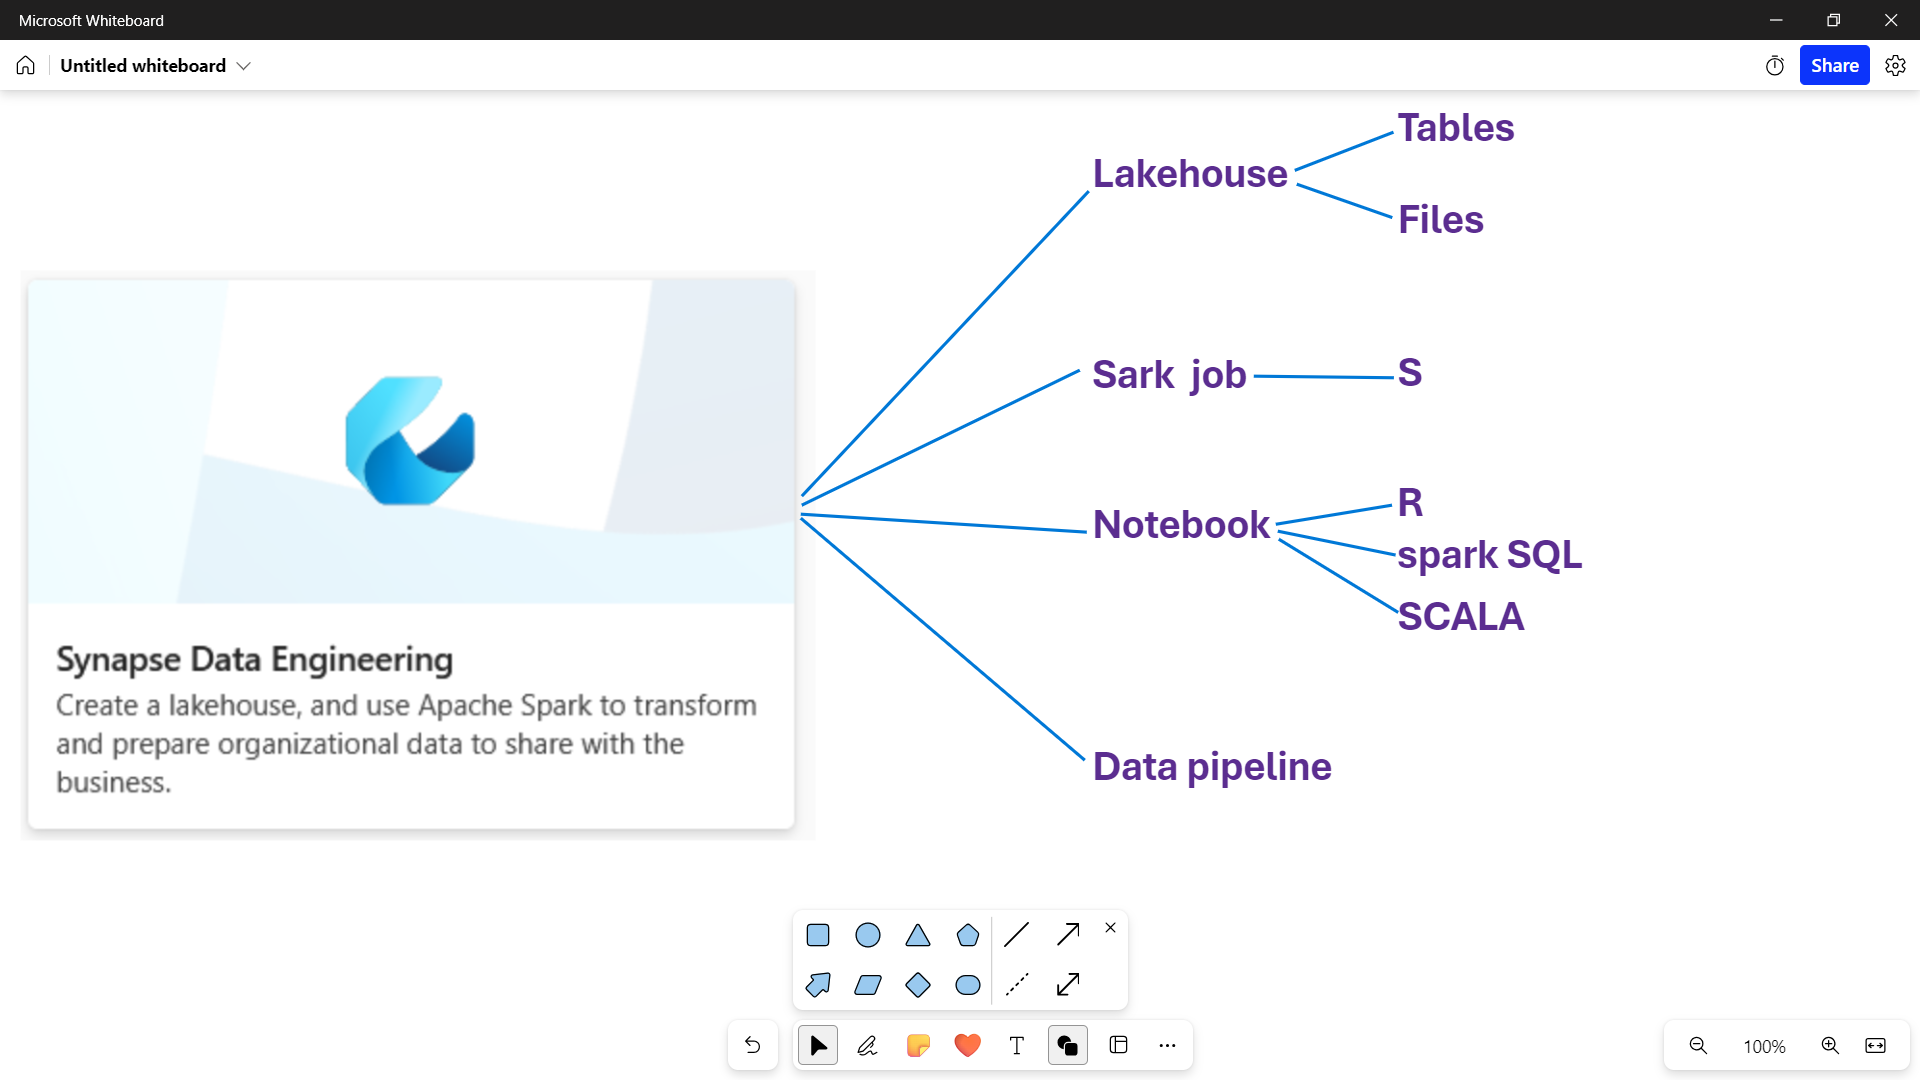 Microsoft Whiteboard
Untitled whiteboard
Share
Tables
Lakehouse
Files
Sark job
S
R
Notebook
spark SQL
SCALA
Data pipeline
Synapse Data Engineering
Create a lakehouse, and use Apache Spark to transform
and prepare organizational data to share with the
business.
T
100%